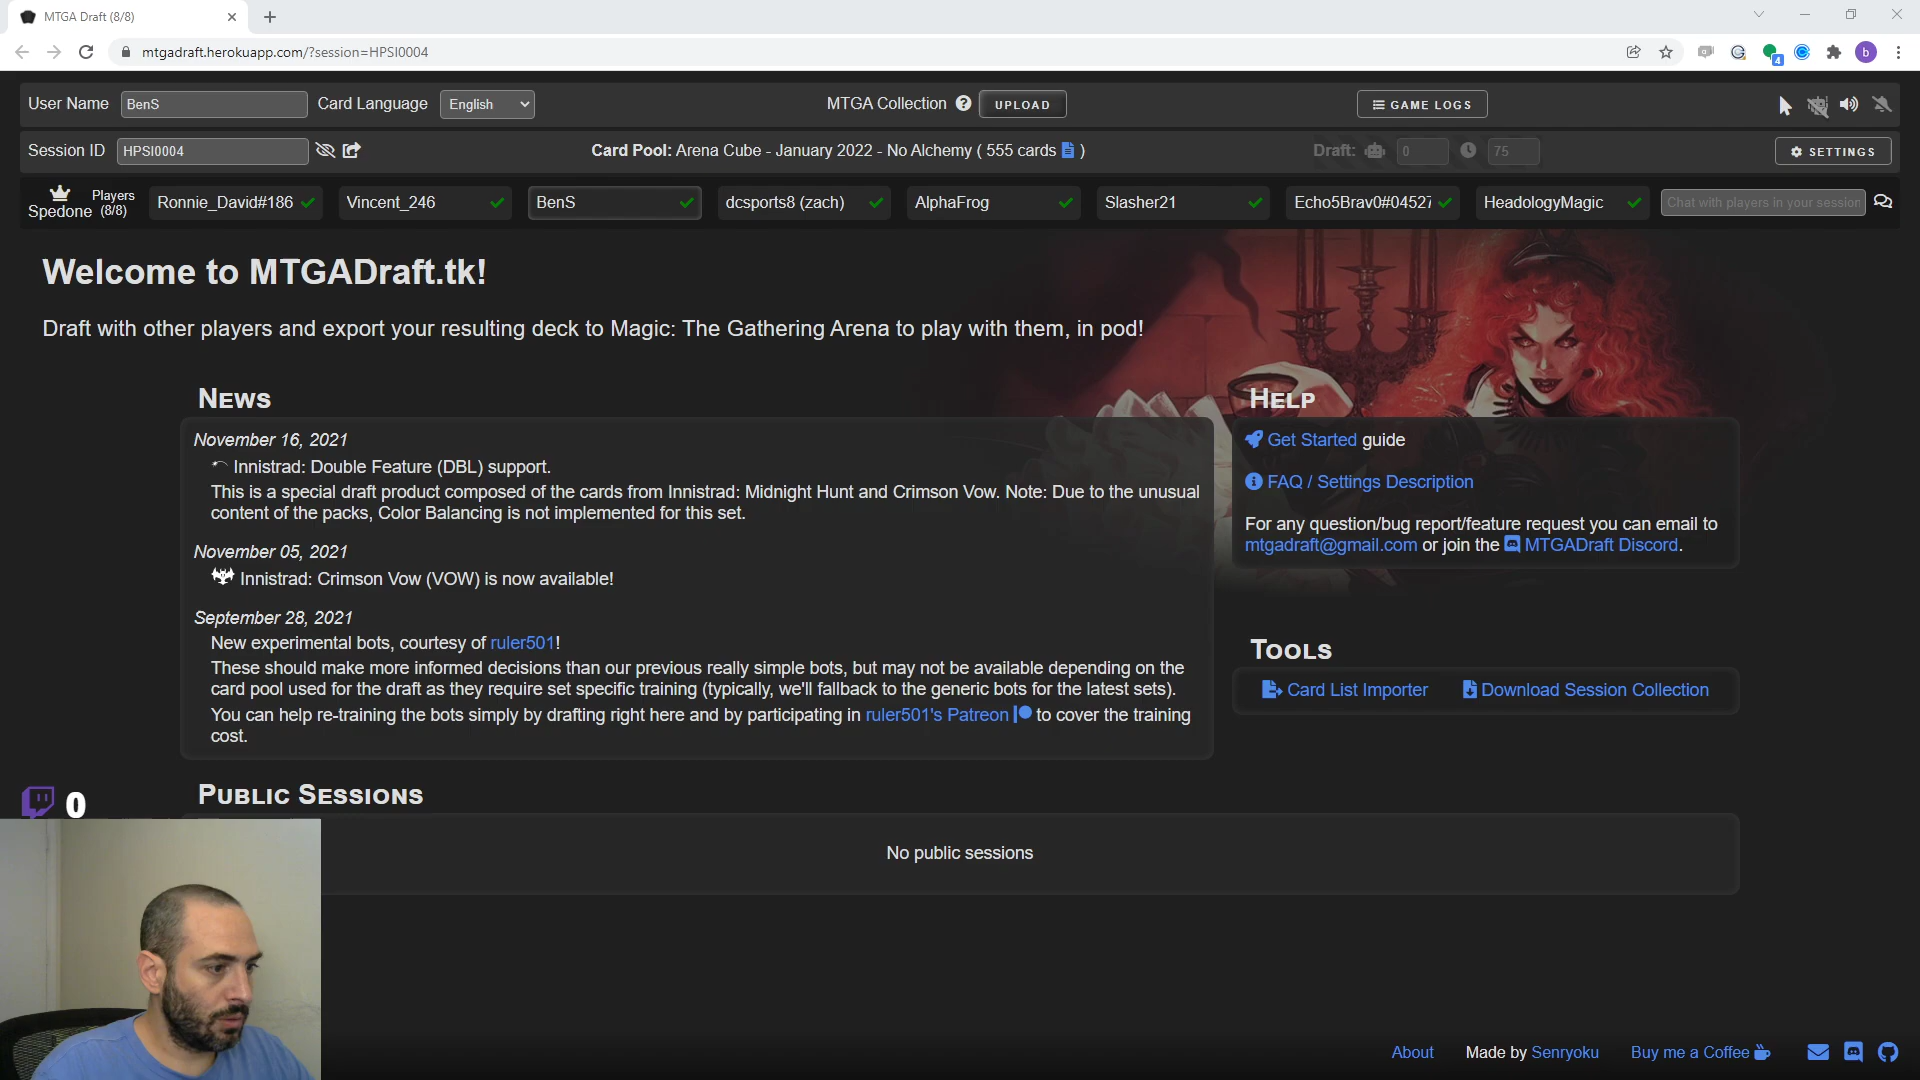 MTGA Draft (8/8)
mtgadraft.herokuapp.com/?session=HPSI0004
b
4
User Name BenS Card Language English MTGA Collection UPLOAD GAME LOGS
Session ID HPSI0004 Card Pool: Arena Cube - January 2022 - No Alchemy ( 555 cards ) Draft: 0 75 SETTINGS
Spedone Players (8/8) Ronnie_David#186 Vincent_246 BenS dcsports8 (zach) AlphaFrog Slasher21 Echo5Brav0#04527 HeadologyMagic Chat with players in your session
Welcome to MTGADraft.tk!
Draft with other players and export your resulting deck to Magic: The Gathering Arena to play with them, in pod!
News
November 16, 2021
Innistrad: Double Feature (DBL) support.
This is a special draft product composed of the cards from Innistrad: Midnight Hunt and Crimson Vow. Note: Due to the unusual
content of the packs, Color Balancing is not implemented for this set.
November 05, 2021
Innistrad: Crimson Vow (VOW) is now available!
September 28, 2021
New experimental bots, courtesy of ruler501!
These should make more informed decisions than our previous really simple bots, but may not be available depending on the
card pool used for the draft as they require set specific training (typically, we'll fallback to the generic bots for the latest sets).
You can help re-training the bots simply by drafting right here and by participating in ruler501's Patreon to cover the training
cost.
Help
Get Started guide
FAQ / Settings Description
For any question/bug report/feature request you can email to
mtgadraft@gmail.com or join the MTGADraft Discord.
Tools
Card List Importer Download Session Collection
0
Public Sessions
No public sessions
About Made by Senryoku Buy me a Coffee